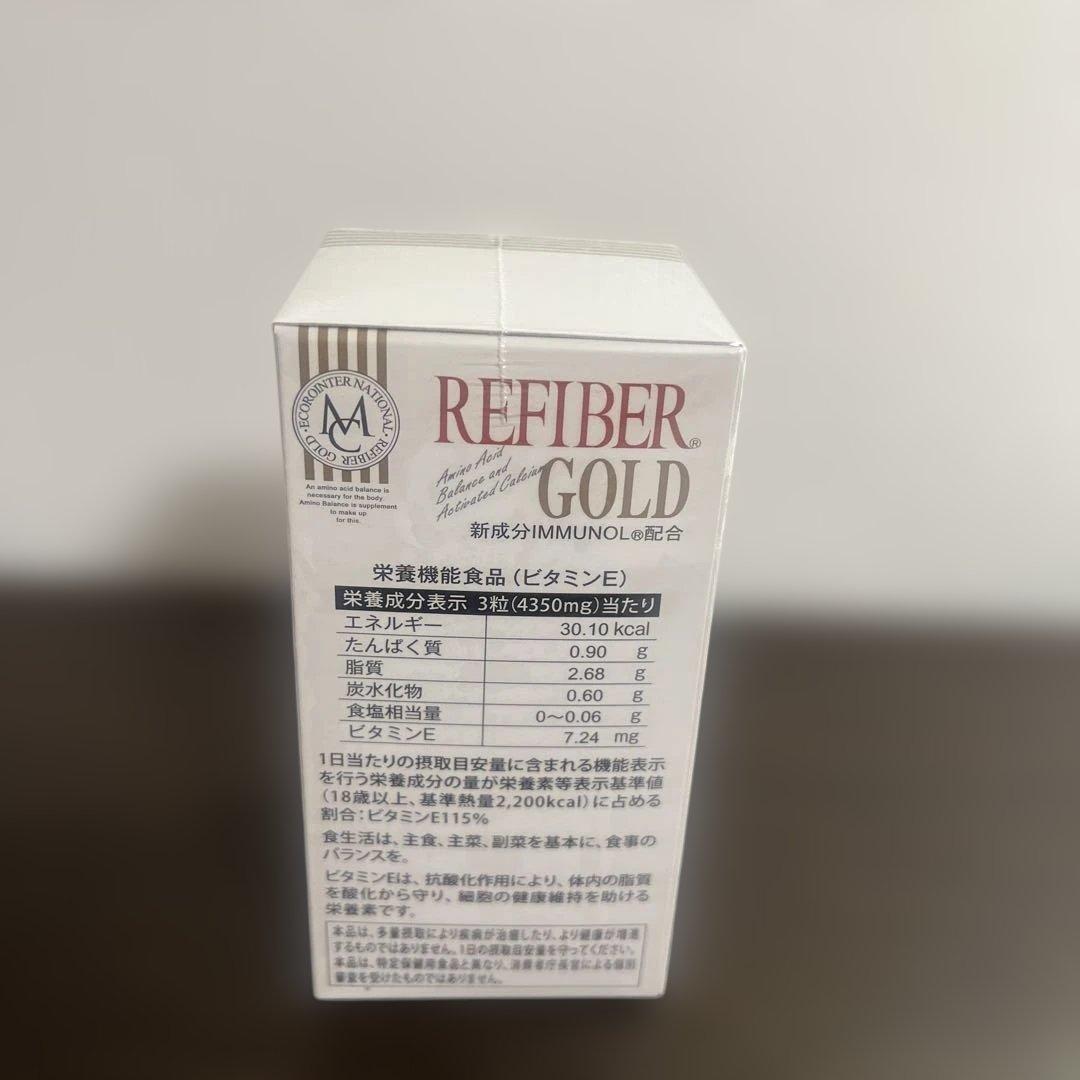 ECOROINTER NATIONAL・REFIBER GOLD・
MC
An amino acid balance is
necessary for the body.
Amino Balance is supplement
to make up
for this.
REFIBER®
Amino Acid
Balance and
Activated Calcium
GOLD
新成分IMMUNOL®配合
栄養機能食品(ビタミンE)
栄養成分表示 3粒(4350mg)当たり
エネルギー 30.10 kcal
たんぱく質 0.90 g
脂質 2.68 g
炭水化物 0.60 g
食塩相当量 0〜0.06 g
ビタミンE 7.24 mg
1日当たりの摂取目安量に含まれる機能表示
を行う栄養成分の量が栄養素等表示基準値
(18歳以上、基準熱量2,200kcal)に占める
割合:ビタミンE115%
食生活は、主食、主菜、副菜を基本に、食事の
バランスを。
ビタミンEは、抗酸化作用により、体内の脂質
を酸化から守り、細胞の健康維持を助ける
栄養素です。
本品は、多量摂取により疾病が治癒したり、より健康が増進
するものではありません。1日の摂取目安量を守ってください。
本品は、特定保健用食品と異なり、消費者庁長官による個別
審査を受けたものではありません。